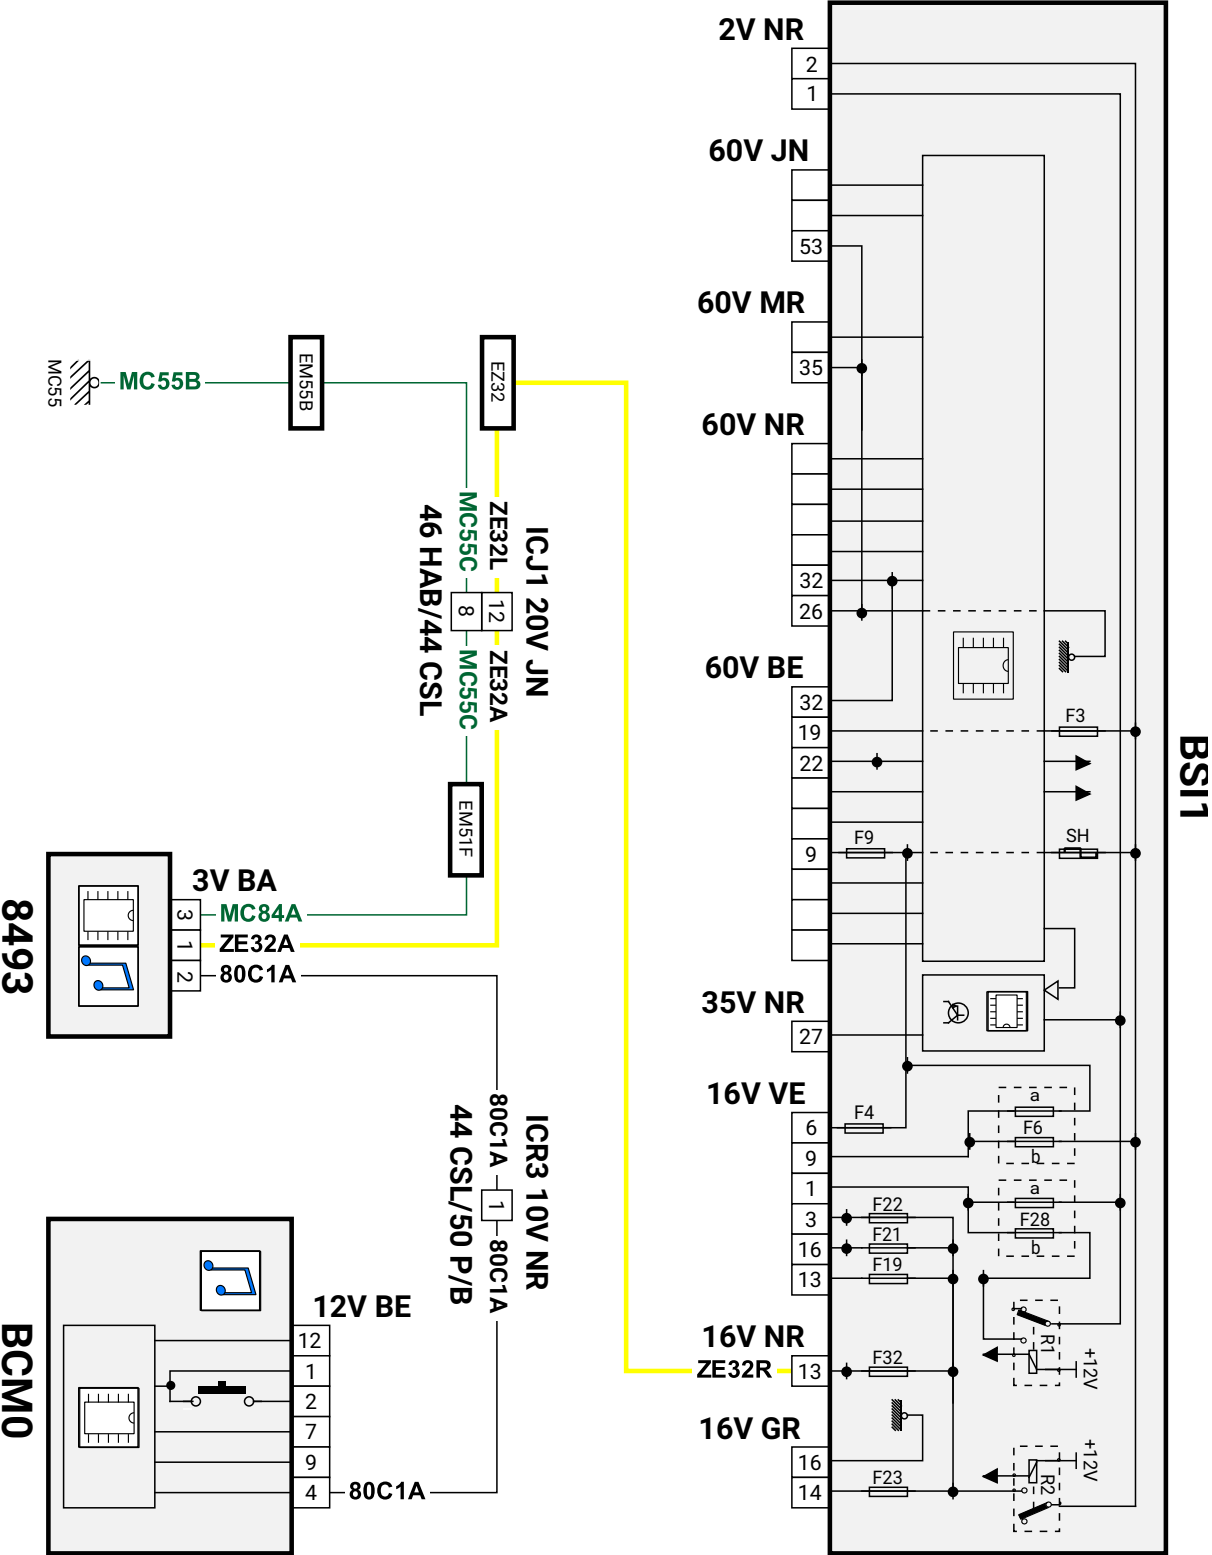 2V NR
2
1
60V JN
53
60V MR
35
60V NR
32
26
60V BE
32
19
22
9
35V NR
27
16V VE
6
9
1
3
16
13
16V NR
13
16V GR
16
14
BSI1
F3
F9
SH
F4
a
F6
b
a
F28
b
F22
F21
F19
F32
F23
R1
+12V
+12V
R2
ZE32R
MC55
MC55B
EM55B
EZ32
MC55C
ZE32L
ICJ1 20V JN
46 HAB/44 CSL
8
12
MC55C
ZE32A
EM51F
3V BA
3
MC84A
1
ZE32A
2
80C1A
8493
80C1A
1
80C1A
ICR3 10V NR
44 CSL/50 P/B
12V BE
12
1
2
7
9
4
80C1A
BCM0